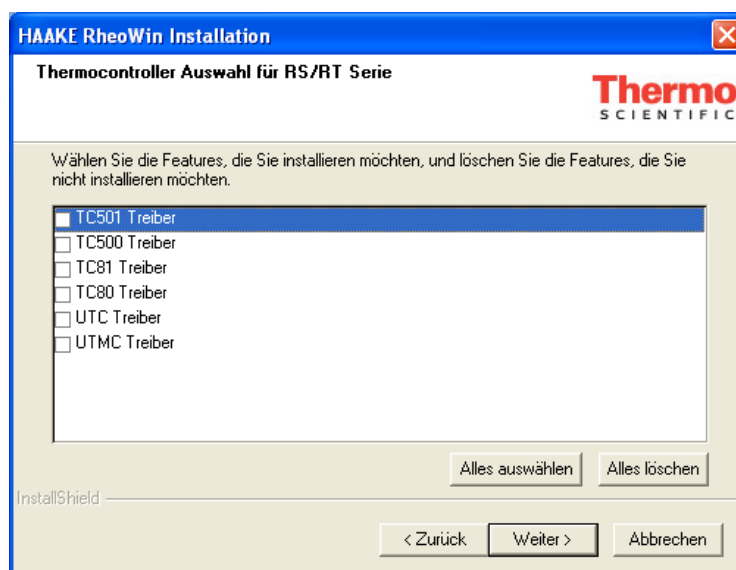 HAAKE RheoWin Installation
Thermocontroller Auswahl für RS/RT Serie
Thermo
SCIENTIFIC
Wählen Sie die Features, die Sie installieren möchten, und löschen Sie die Features, die Sie
nicht installieren möchten.
TC501 Treiber
TC500 Treiber
TC81 Treiber
TC80 Treiber
UTC Treiber
UTMC Treiber
Alles auswählen Alles löschen
InstallShield
< Zurück Weiter > Abbrechen